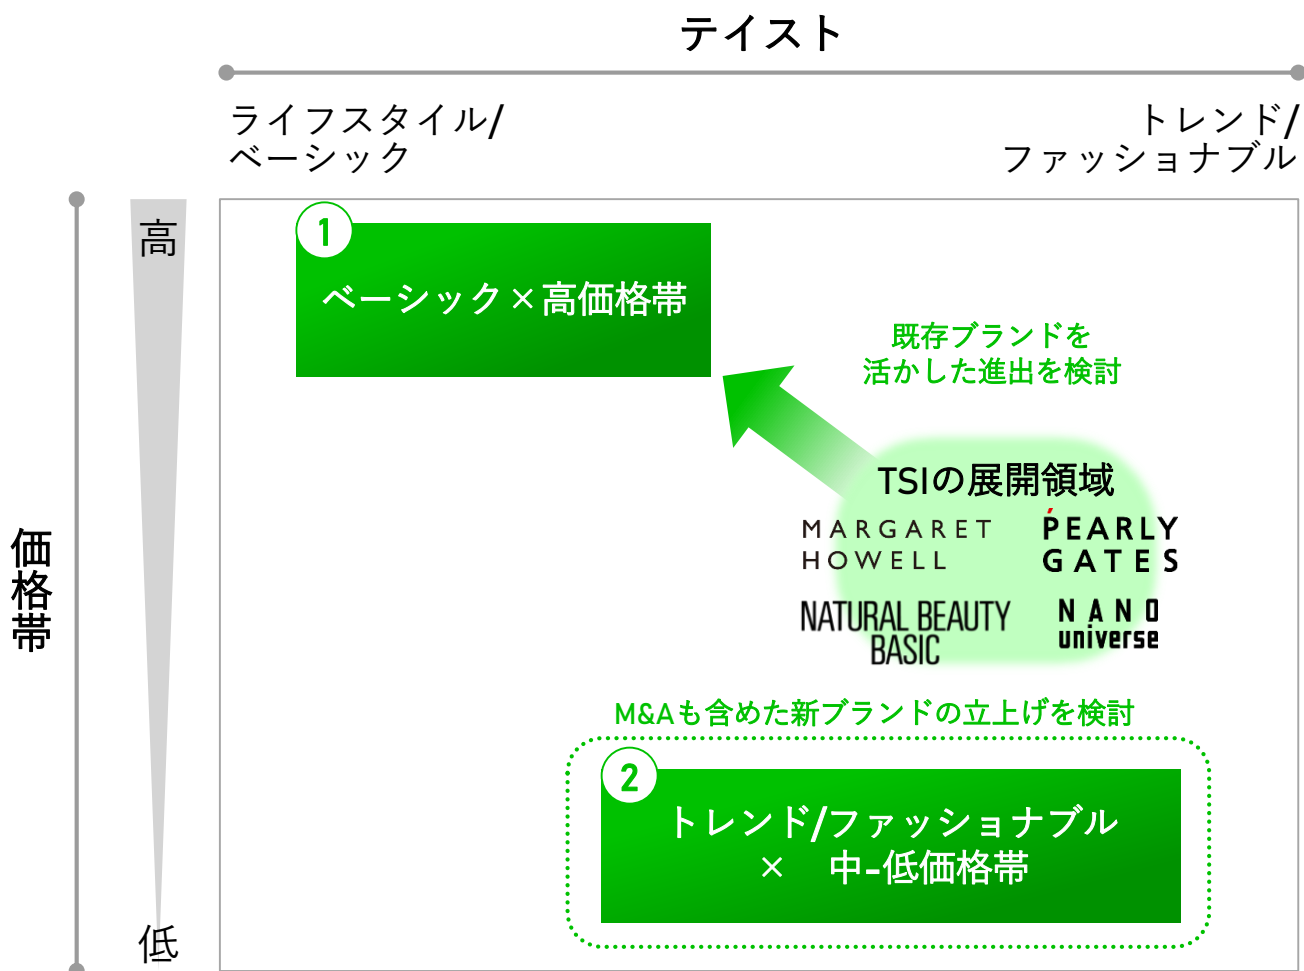 テイスト
ライフスタイル/
ベーシック
トレンド/
ファッショナブル
価格帯
高
低
1
ベーシック×高価格帯
既存ブランドを
活かした進出を検討
TSIの展開領域
MARGARET
HOWELL
PEARLY
GATES
NATURAL BEAUTY
BASIC
NANO
universe
M&Aも含めた新ブランドの立上げを検討
2
トレンド/ファッショナブル
× 中-低価格帯